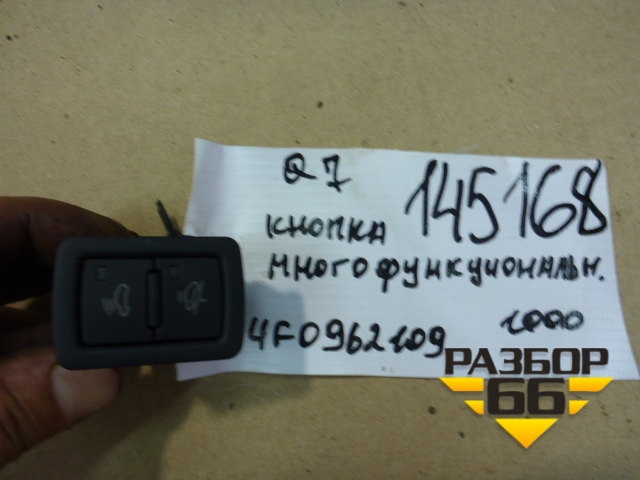 Q7
145168
кнопка
многофункциональн.
4F0962109
1000
РАЗБОР
66